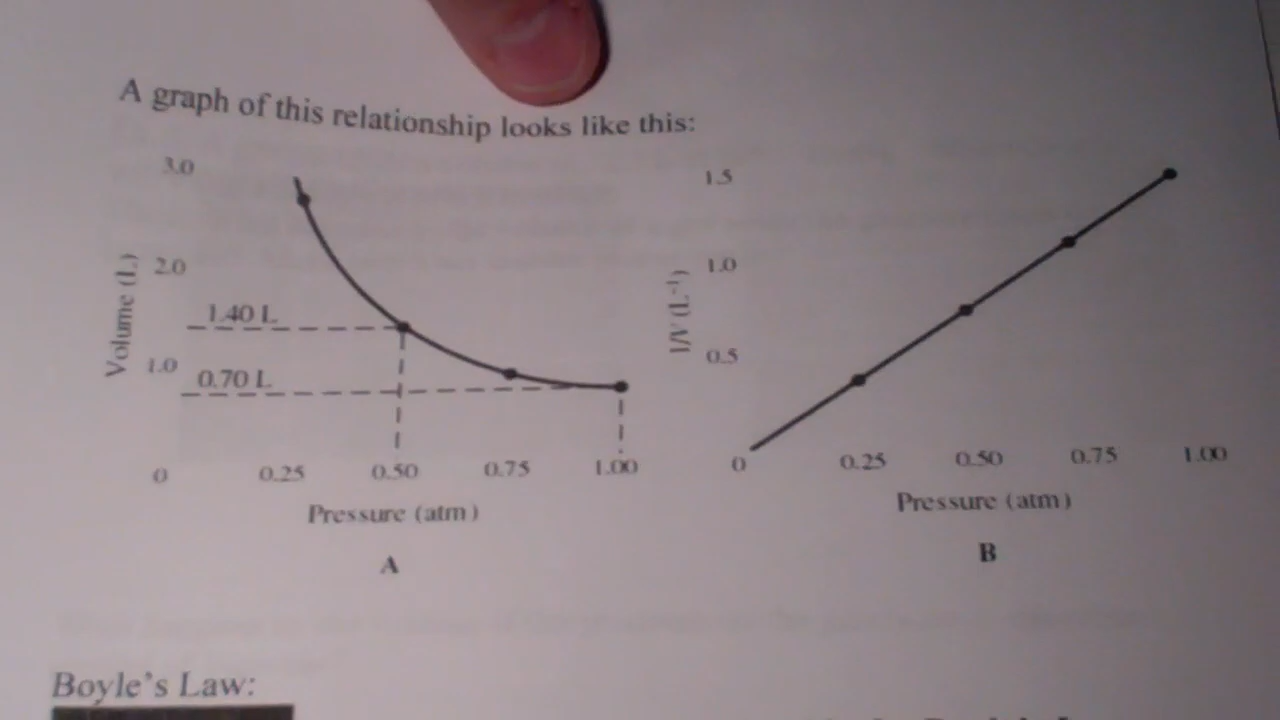 A graph of this relationship looks like this:
3.0
2.0
1.0
0
Volume (L)
1.40 L
0.70 L
0.25 0.50 0.75 1.00
Pressure (atm)
A
1.5
1.0
0.5
0
1/V (L⁻¹)
0.25 0.50 0.75 1.00
Pressure (atm)
B
Boyle's Law: